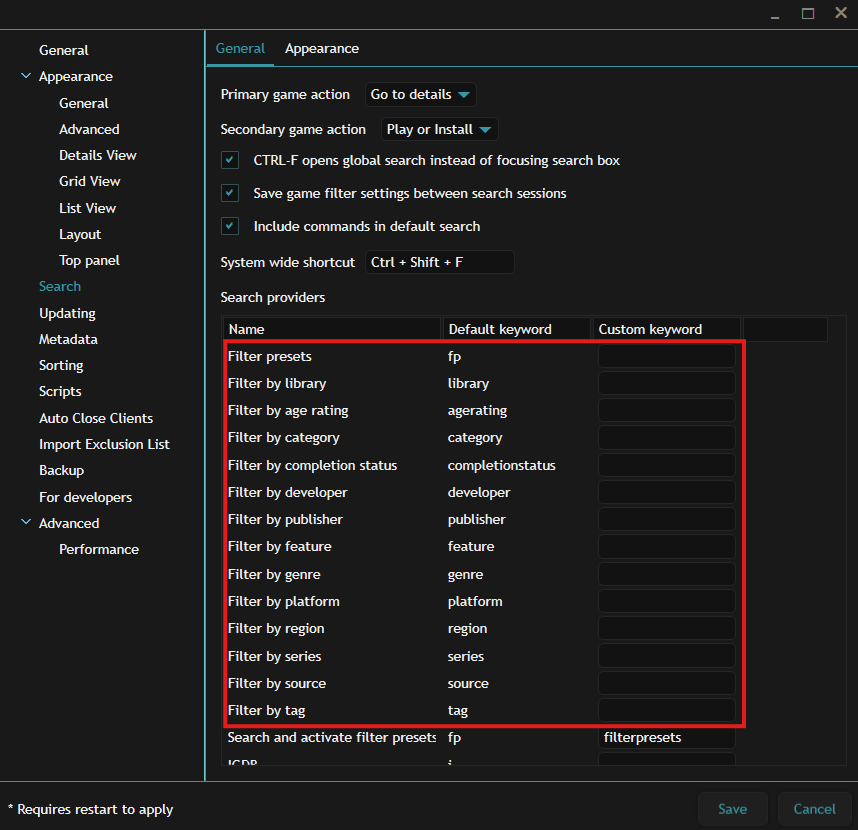 General
Appearance
General
Advanced
Details View
Grid View
List View
Layout
Top panel
Search
Updating
Metadata
Sorting
Scripts
Auto Close Clients
Import Exclusion List
Backup
For developers
Advanced
Performance
General Appearance
Primary game action Go to details
Secondary game action Play or Install
CTRL-F opens global search instead of focusing search box
Save game filter settings between search sessions
Include commands in default search
System wide shortcut Ctrl + Shift + F
Search providers
Name Default keyword Custom keyword
Filter presets fp
Filter by library library
Filter by age rating agerating
Filter by category category
Filter by completion status completionstatus
Filter by developer developer
Filter by publisher publisher
Filter by feature feature
Filter by genre genre
Filter by platform platform
Filter by region region
Filter by series series
Filter by source source
Filter by tag tag
Search and activate filter presets fp filterpresets
IGDB i
* Requires restart to apply
Save Cancel